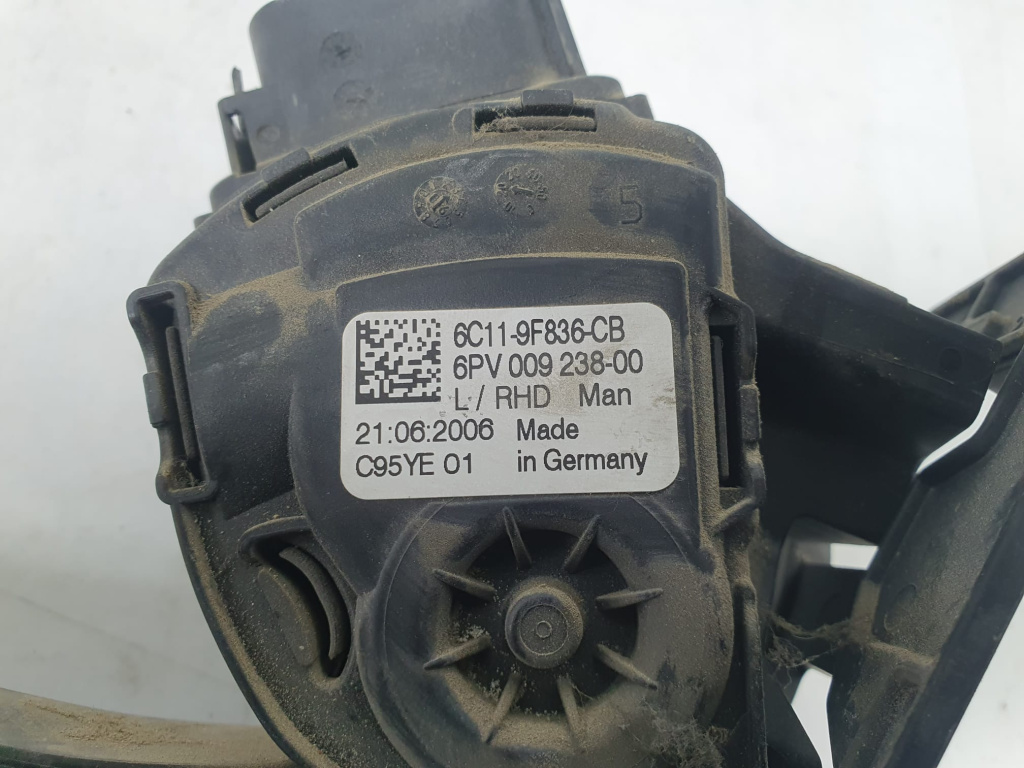 5
6C11-9F836-CB
6PV 009 238-00
L / RHD Man
21:06:2006 Made
C95YE 01 in Germany